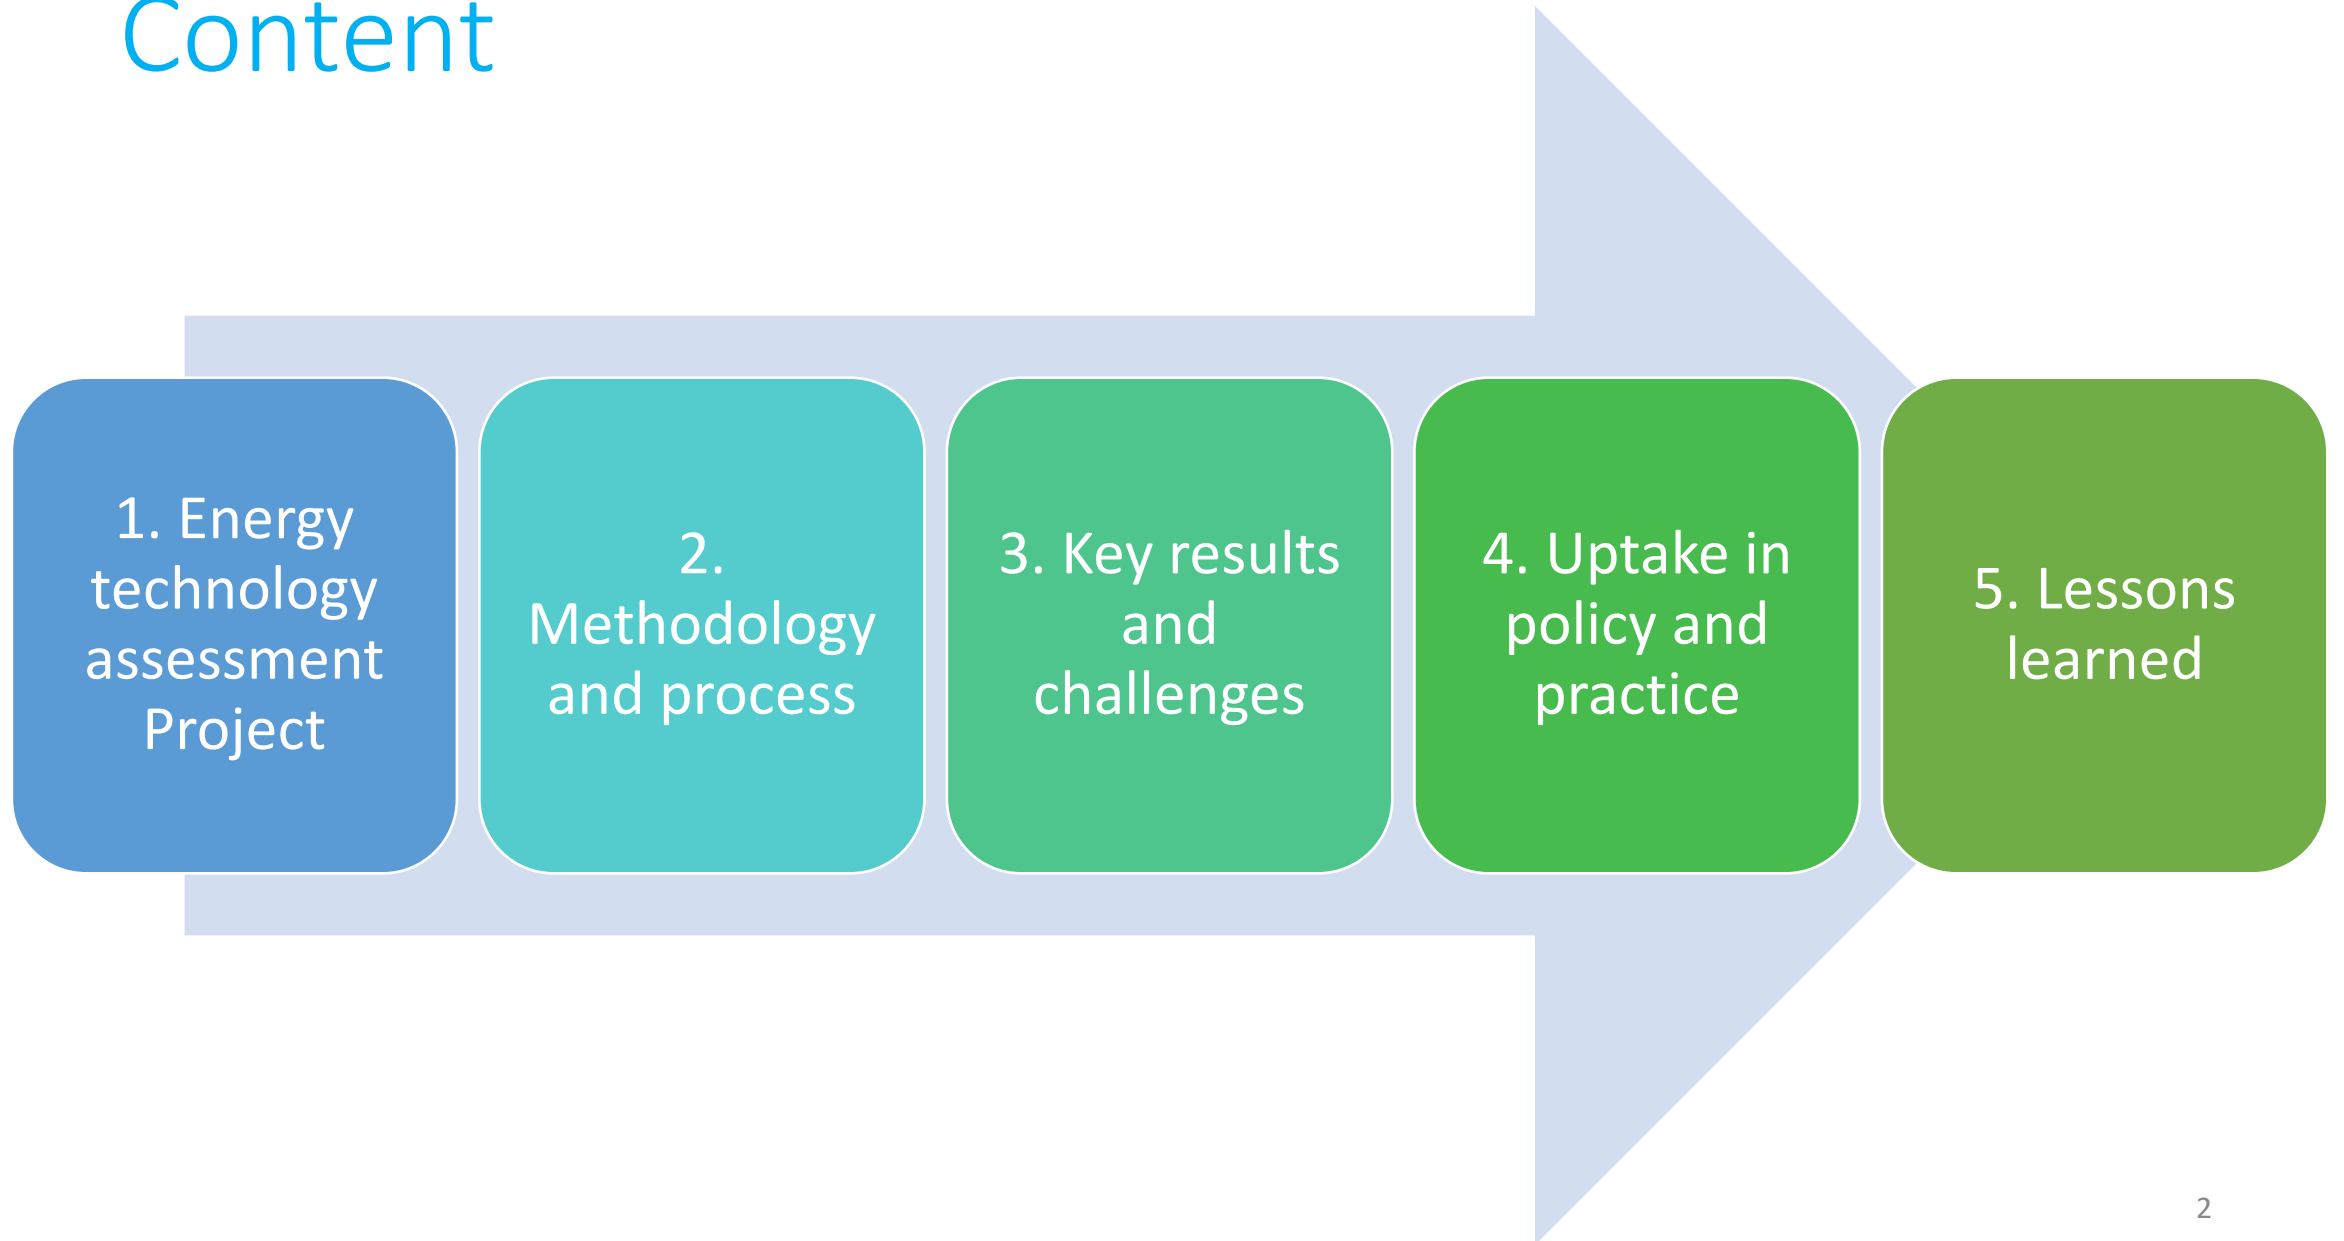 Content
1. Energy
technology
assessment
Project
2.
Methodology
and process
3. Key results
and
challenges
4. Uptake in
policy and
practice
5. Lessons
learned
2